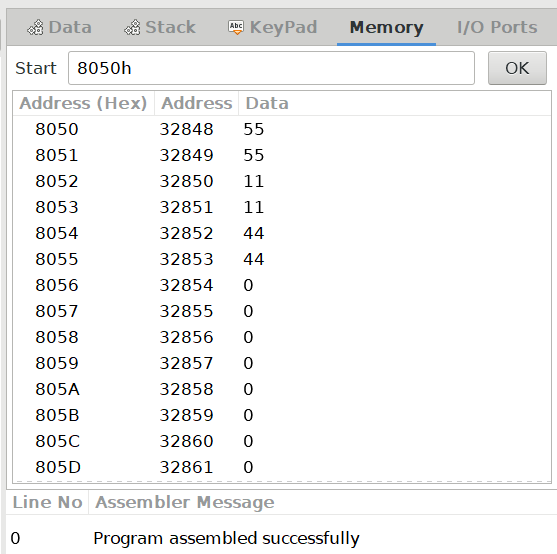 Data Stack Abc KeyPad Memory I/O Ports
Start 8050h OK
Address (Hex) Address Data
8050 32848 55
8051 32849 55
8052 32850 11
8053 32851 11
8054 32852 44
8055 32853 44
8056 32854 0
8057 32855 0
8058 32856 0
8059 32857 0
805A 32858 0
805B 32859 0
805C 32860 0
805D 32861 0
Line No Assembler Message
0 Program assembled successfully